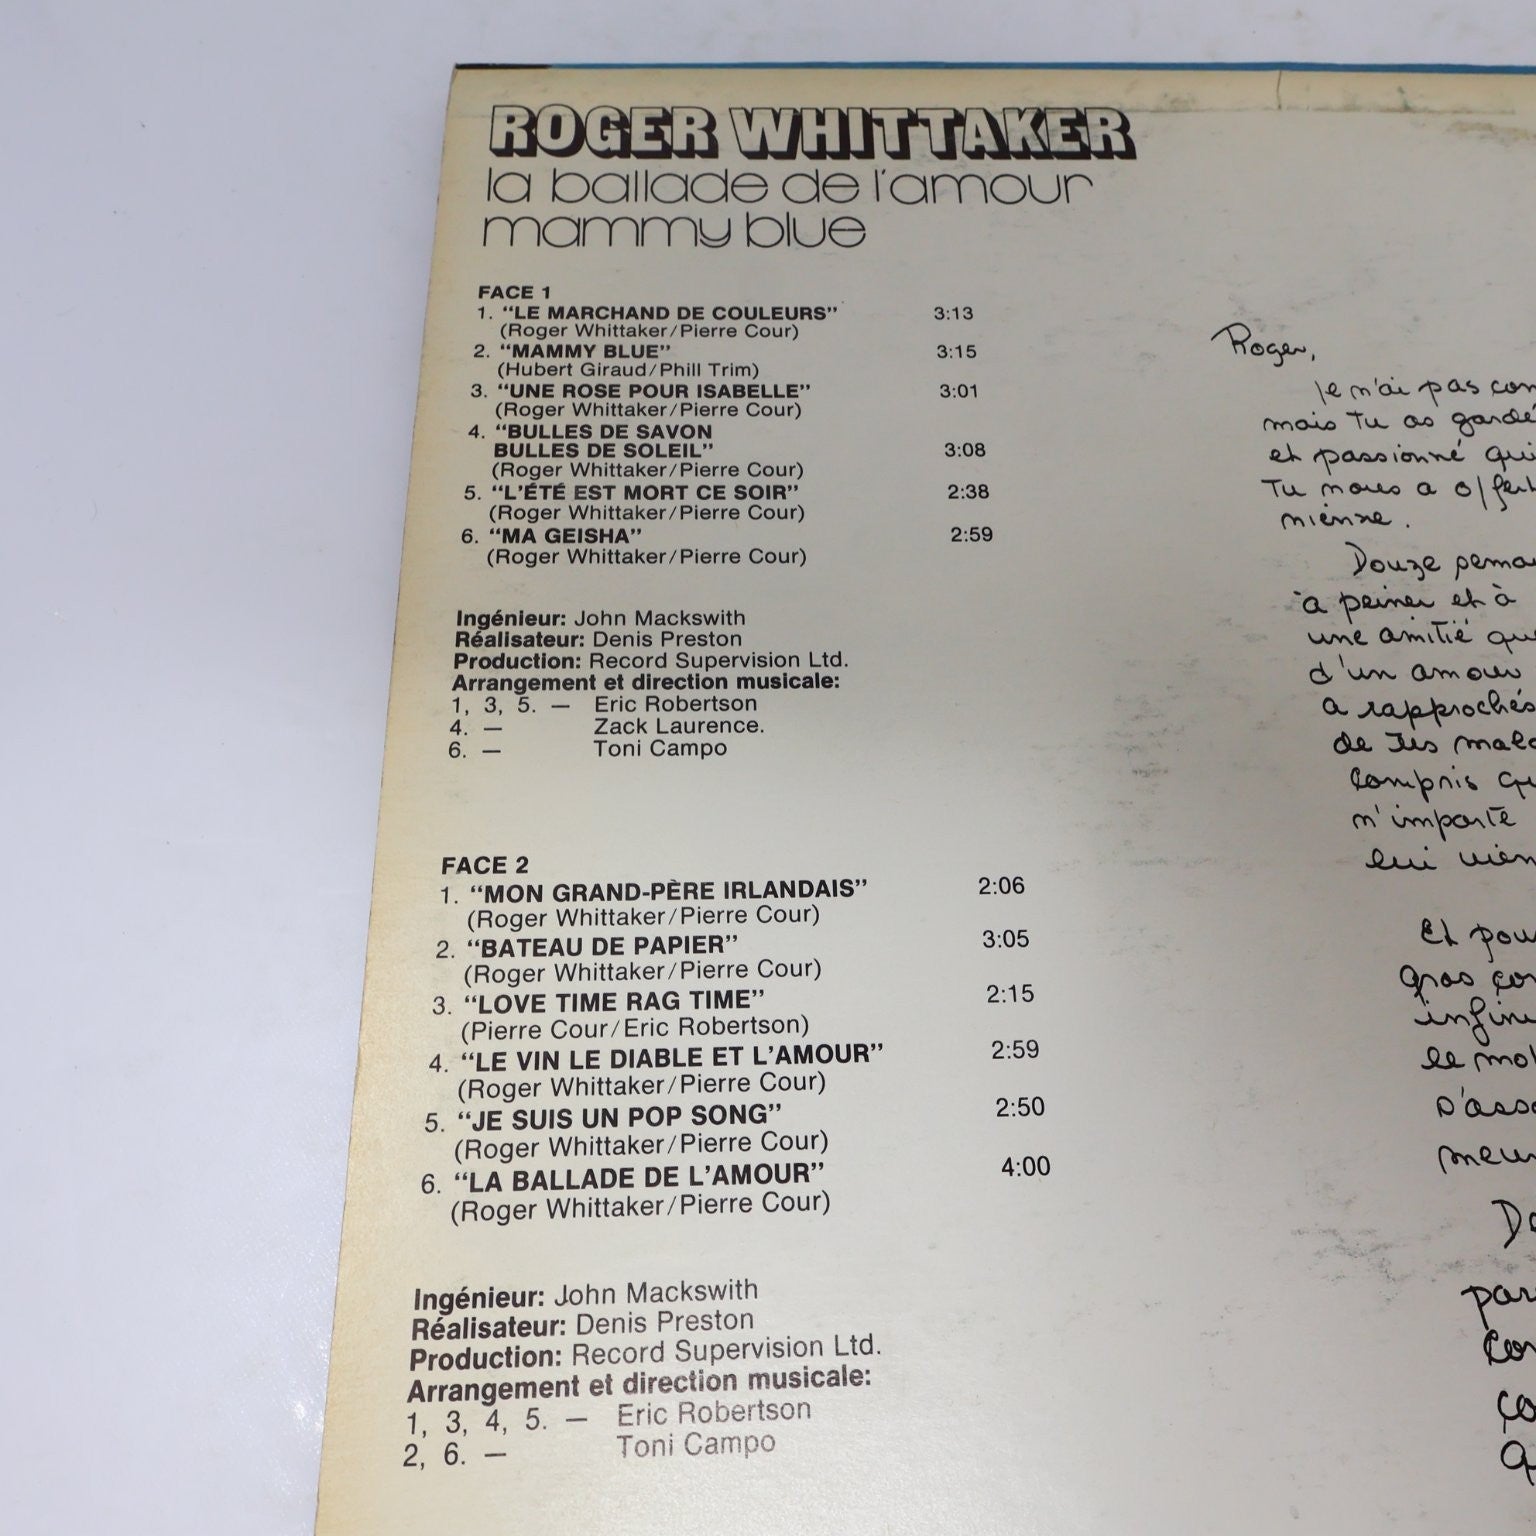 ROGER WHITTAKER
la ballade de l'amour
mammy blue
FACE 1
1. "LE MARCHAND DE COULEURS" 3:13
(Roger Whittaker/Pierre Cour)
2. "MAMMY BLUE" 3:15
(Hubert Giraud/Phill Trim)
3. "UNE ROSE POUR ISABELLE" 3:01
(Roger Whittaker/Pierre Cour)
4. "BULLES DE SAVON
BULLES DE SOLEIL" 3:08
(Roger Whittaker/Pierre Cour)
5. "L'ÉTÉ EST MORT CE SOIR" 2:38
(Roger Whittaker/Pierre Cour)
6. "MA GEISHA" 2:59
(Roger Whittaker/Pierre Cour)
Ingénieur: John Mackswith
Réalisateur: Denis Preston
Production: Record Supervision Ltd.
Arrangement et direction musicale:
1, 3, 5. — Eric Robertson
4. — Zack Laurence.
6. — Toni Campo
FACE 2
1. "MON GRAND-PÈRE IRLANDAIS" 2:06
(Roger Whittaker/Pierre Cour)
2. "BATEAU DE PAPIER" 3:05
(Roger Whittaker/Pierre Cour)
3. "LOVE TIME RAG TIME" 2:15
(Pierre Cour/Eric Robertson)
4. "LE VIN LE DIABLE ET L'AMOUR" 2:59
(Roger Whittaker/Pierre Cour)
5. "JE SUIS UN POP SONG" 2:50
(Roger Whittaker/Pierre Cour)
6. "LA BALLADE DE L'AMOUR" 4:00
(Roger Whittaker/Pierre Cour)
Ingénieur: John Mackswith
Réalisateur: Denis Preston
Production: Record Supervision Ltd.
Arrangement et direction musicale:
1, 3, 4, 5. — Eric Robertson
2, 6. — Toni Campo
Roger,
je n'ai pas
mais tu as gardé
et passionné
Tu nous a offert
mienne.
Douze
à peiner et à
une amitié
d'un amour
a rapprochés
de tes
compris
n'importe
lui
Et
gros
le